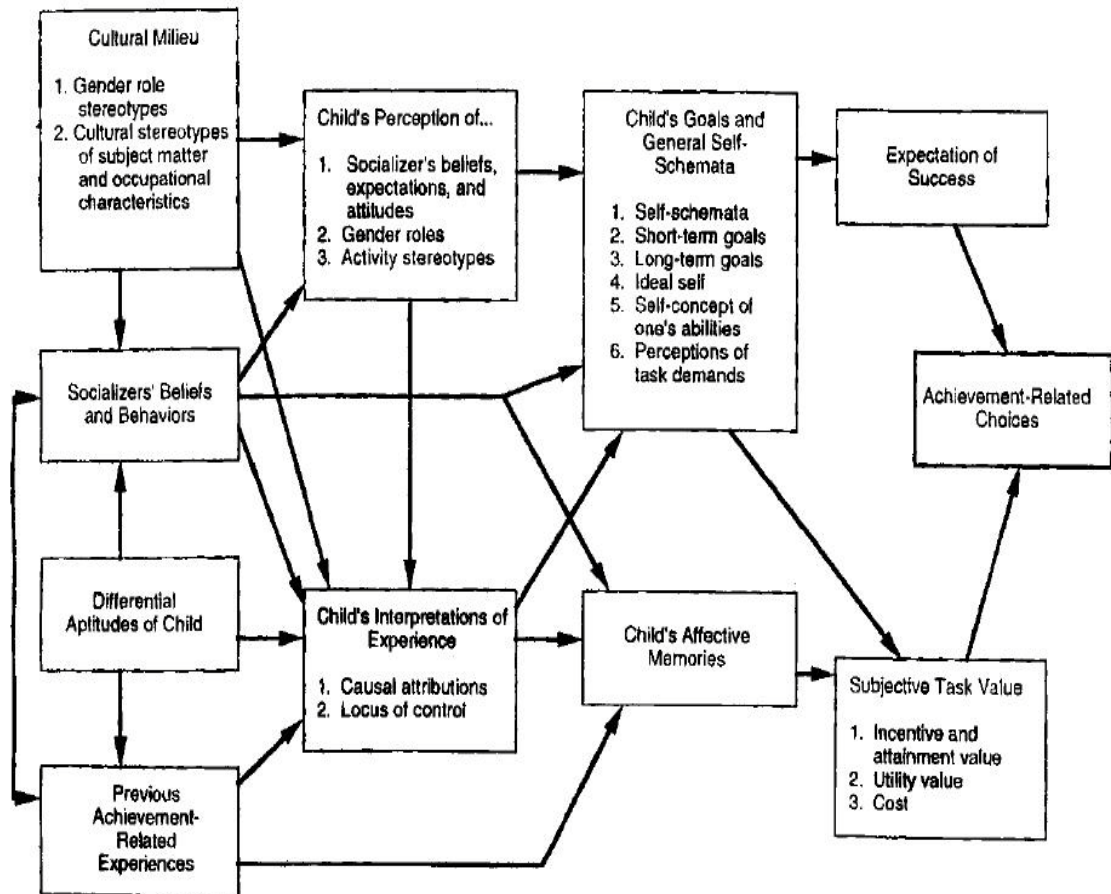 Cultural Milieu
1. Gender role
stereotypes
2. Cultural stereotypes
of subject matter
and occupational
characteristics
Socializers' Beliefs
and Behaviors
Differential
Aptitudes of Child
Previous
Achievement-
Related
Experiences
Child's Perception of...
1. Socializer's beliefs,
expectations, and
attitudes
2. Gender roles
3. Activity stereotypes
Child's Interpretations of
Experience
1. Causal attributions
2. Locus of control
Child's Goals and
General Self-
Schemata
1. Self-schemata
2. Short-term goals
3. Long-term goals
4. Ideal self
5. Self-concept of
one's abilities
6. Perceptions of
task demands
Child's Affective
Memories
Expectation of
Success
Achievement-Related
Choices
Subjective Task Value
1. Incentive and
attainment value
2. Utility value
3. Cost